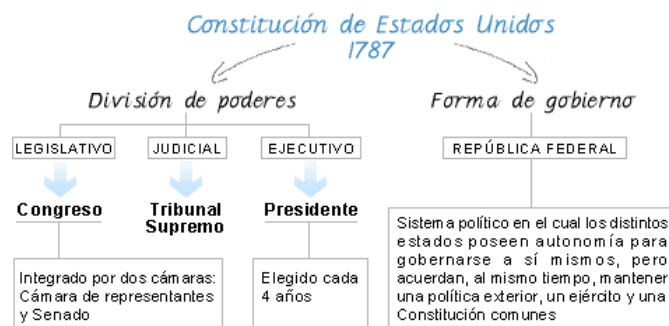 Constitución de Estados Unidos
1787
División de poderes
Forma de gobierno
LEGISLATIVO
JUDICIAL
EJECUTIVO
REPÚBLICA FEDERAL
Congreso
Tribunal
Supremo
Presidente
Integrado por dos cámaras:
Cámara de representantes
y Senado
Elegido cada
4 años
Sistema político en el cual los distintos
estados poseen autonomía para
gobernarse a sí mismos, pero
acuerdan, al mismo tiempo, mantener
una política exterior, un ejército y una
Constitución comunes